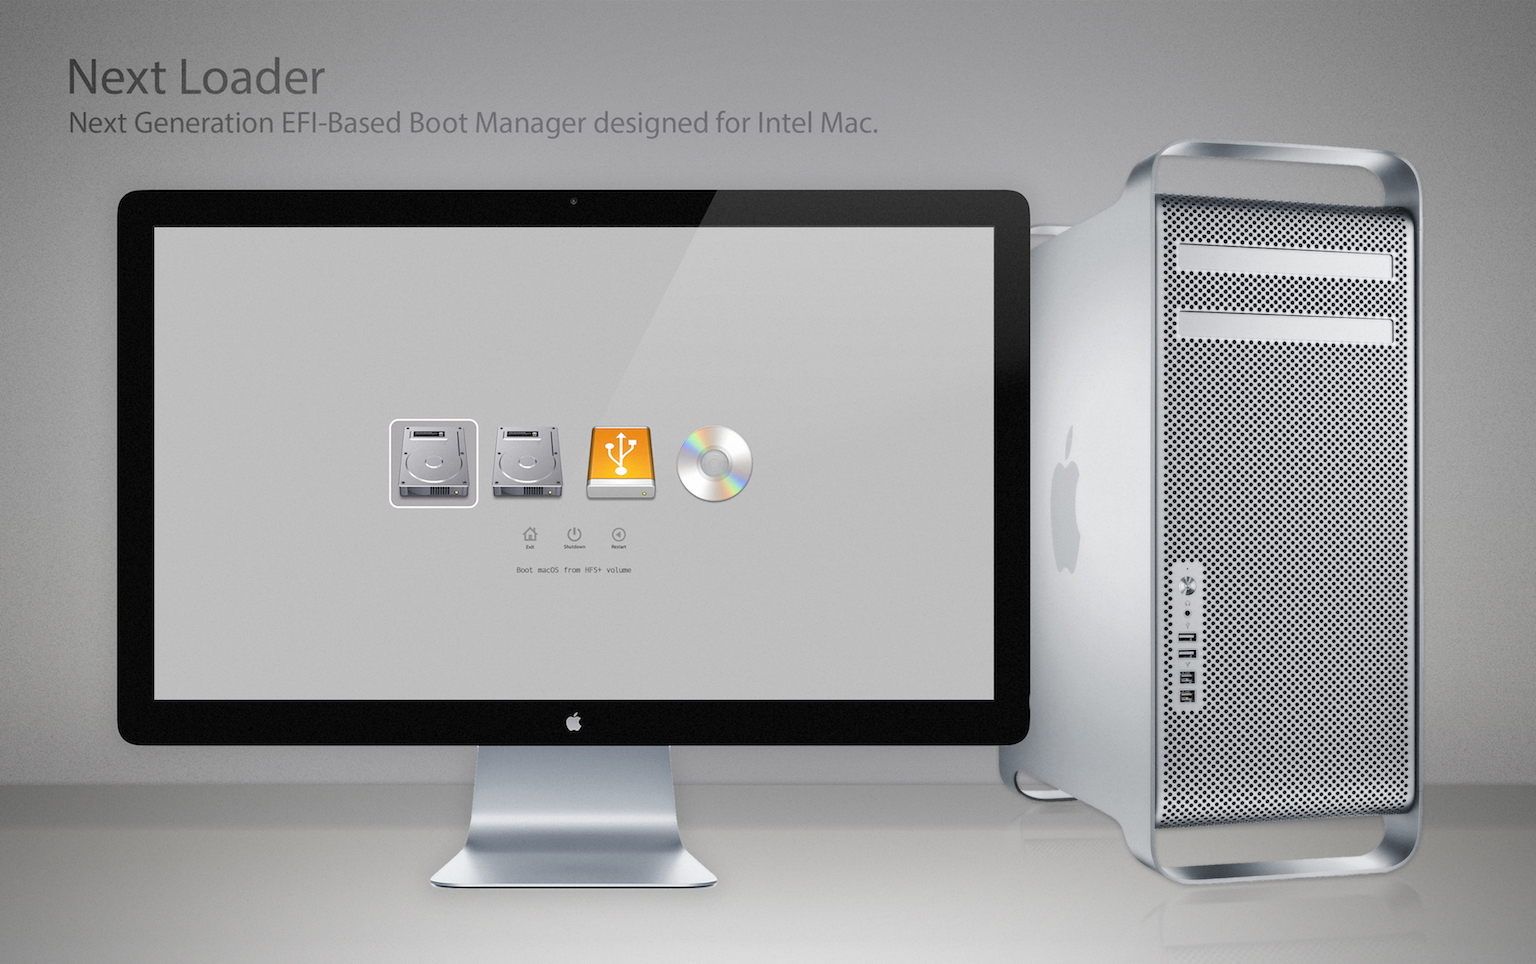 Next Loader
Next Generation EFI-Based Boot Manager designed for Intel Mac.
Exit Shutdown Restart
Boot macOS from HFS+ volume